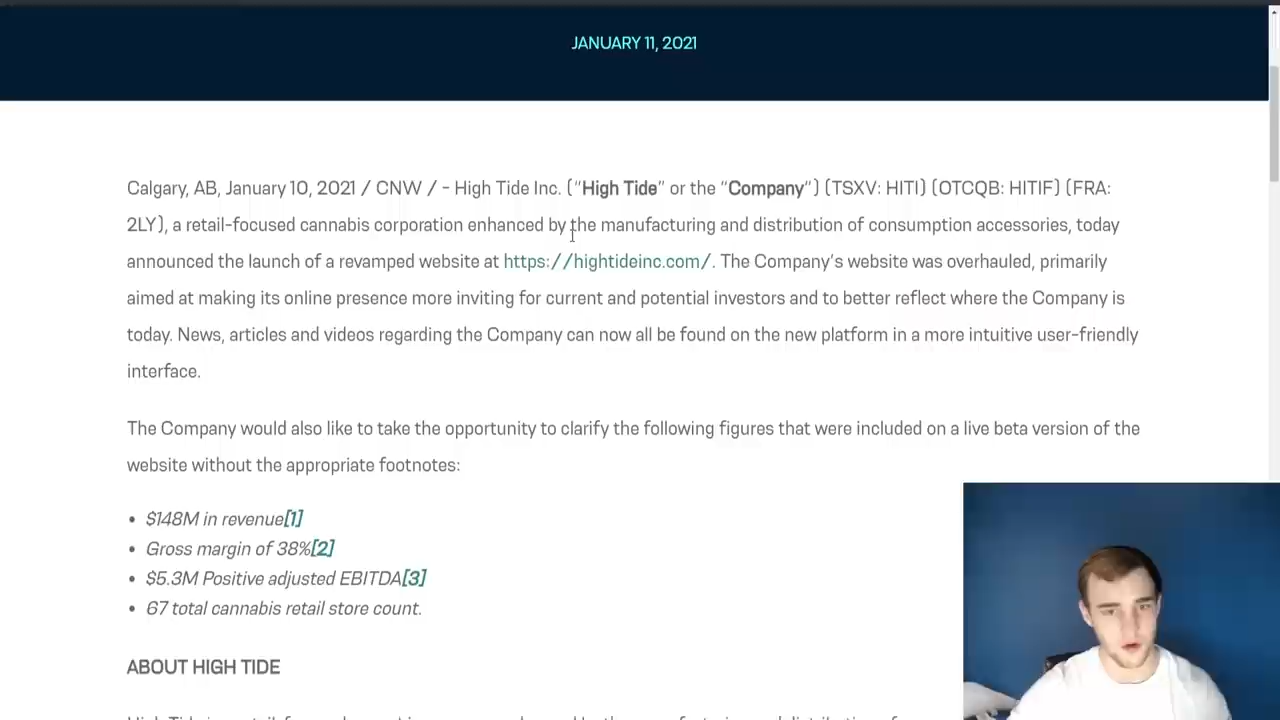 JANUARY 11, 2021
Calgary, AB, January 10, 2021 / CNW / - High Tide Inc. (“High Tide” or the “Company“) (TSXV: HITI) (OTCQB: HITIF) (FRA:
2LY), a retail-focused cannabis corporation enhanced by the manufacturing and distribution of consumption accessories, today
announced the launch of a revamped website at https://hightideinc.com/. The Company’s website was overhauled, primarily
aimed at making its online presence more inviting for current and potential investors and to better reflect where the Company is
today. News, articles and videos regarding the Company can now all be found on the new platform in a more intuitive user-friendly
interface.
The Company would also like to take the opportunity to clarify the following figures that were included on a live beta version of the
website without the appropriate footnotes:
• $148M in revenue[1]
• Gross margin of 38%[2]
• $5.3M Positive adjusted EBITDA[3]
• 67 total cannabis retail store count.
ABOUT HIGH TIDE